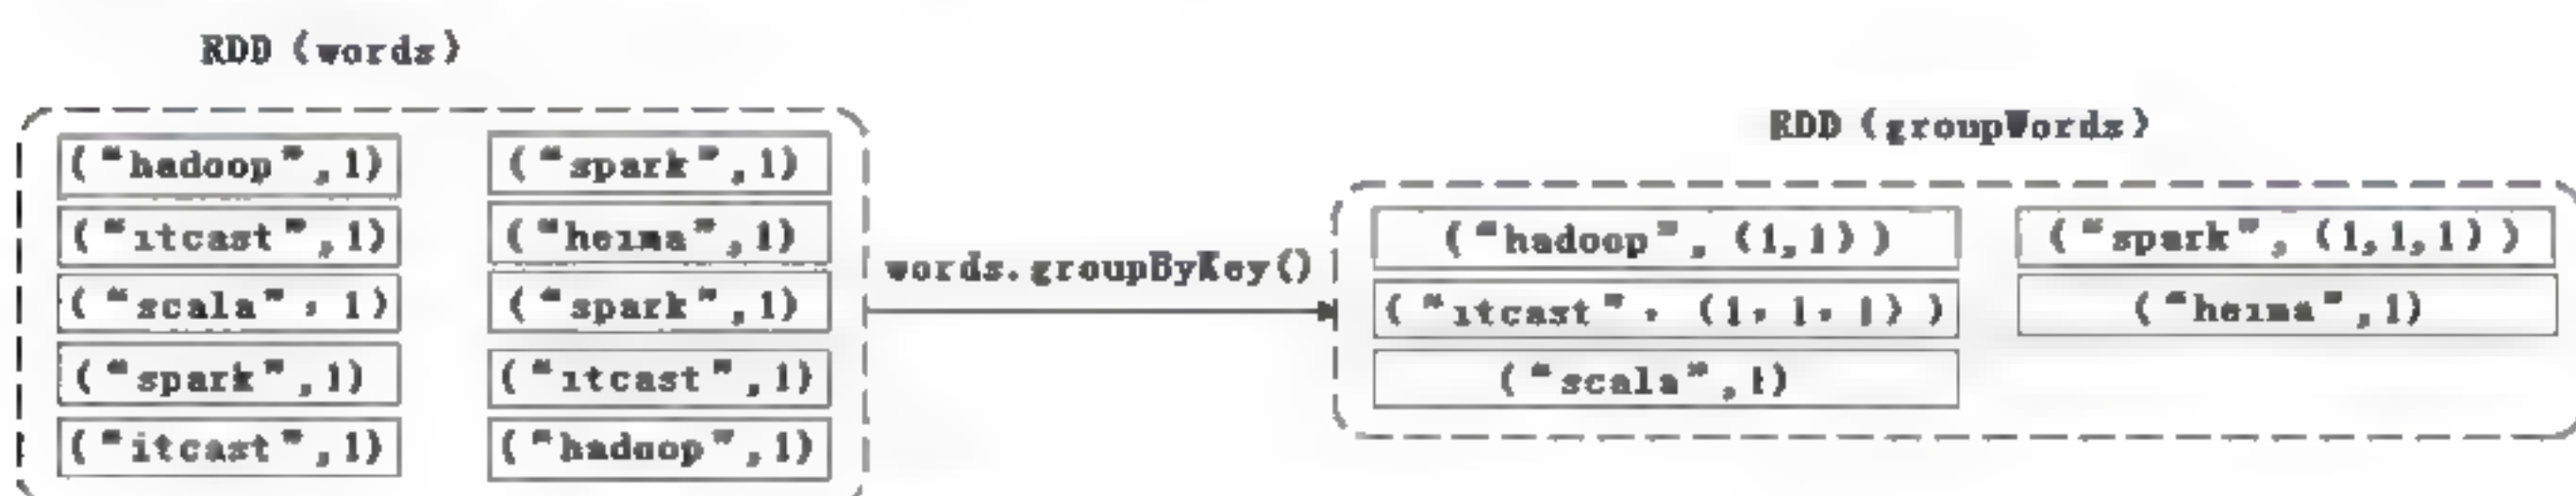 RDD (words)
("hadoop",1)
("itcast",1)
("scala",1)
("spark",1)
("itcast",1)
("spark",1)
("heima",1)
("spark",1)
("itcast",1)
("hadoop",1)
words.groupByKey()
RDD (groupWords)
("hadoop", (1,1))
("itcast", (1,1,1))
("scala",1)
("spark", (1,1,1))
("heima",1)